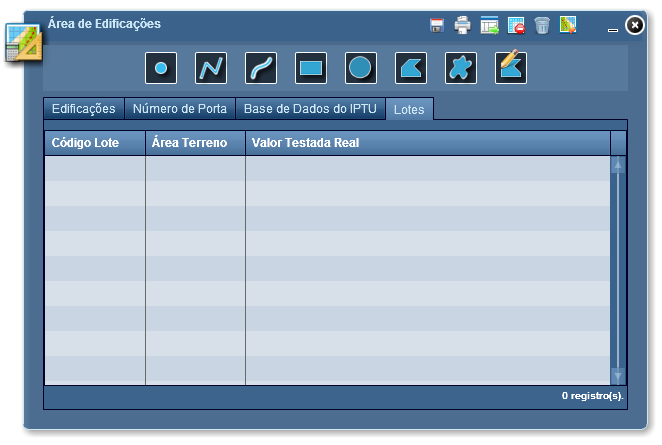 Área de Edificações
Edificações Número de Porta Base de Dados do IPTU Lotes
Código Lote Área Terreno Valor Testada Real
0 registro(s).